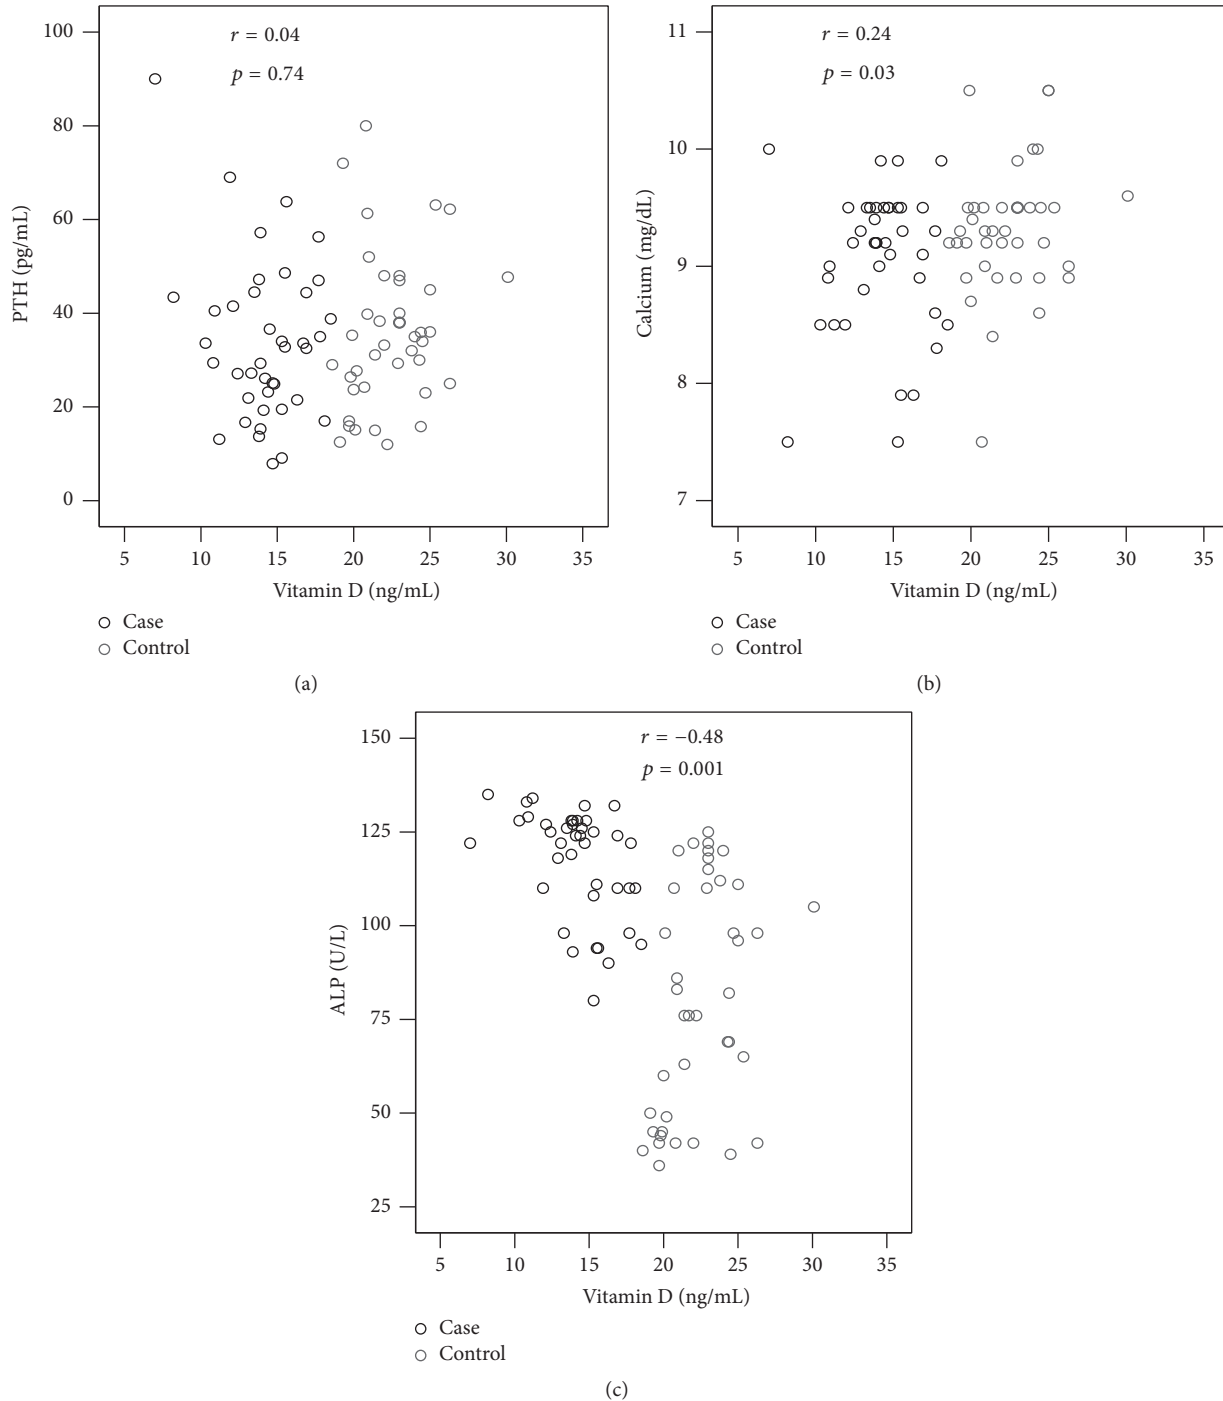 r = 0.04
p = 0.74
100
80
60
40
20
0
PTH (pg/mL)
5 10 15 20 25 30 35
Vitamin D (ng/mL)
Case
Control
(a)
r = 0.24
p = 0.03
11
10
9
8
7
Calcium (mg/dL)
5 10 15 20 25 30 35
Vitamin D (ng/mL)
Case
Control
(b)
r = −0.48
p = 0.001
150
125
100
75
50
25
ALP (U/L)
5 10 15 20 25 30 35
Vitamin D (ng/mL)
Case
Control
(c)